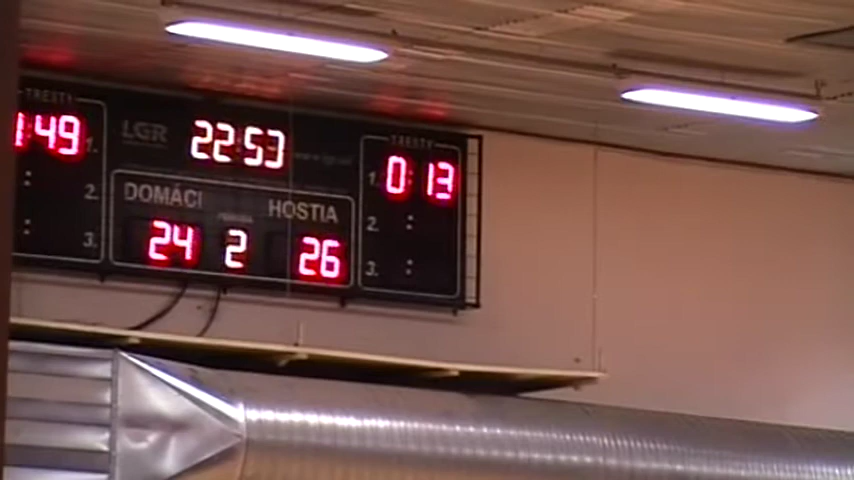 TRESTY
1:49 1.
2.
3.
LGR
22:53
DOMÁCI HOSTIA
24 2 26
TRESTY
1. 0:13
2. :
3. :